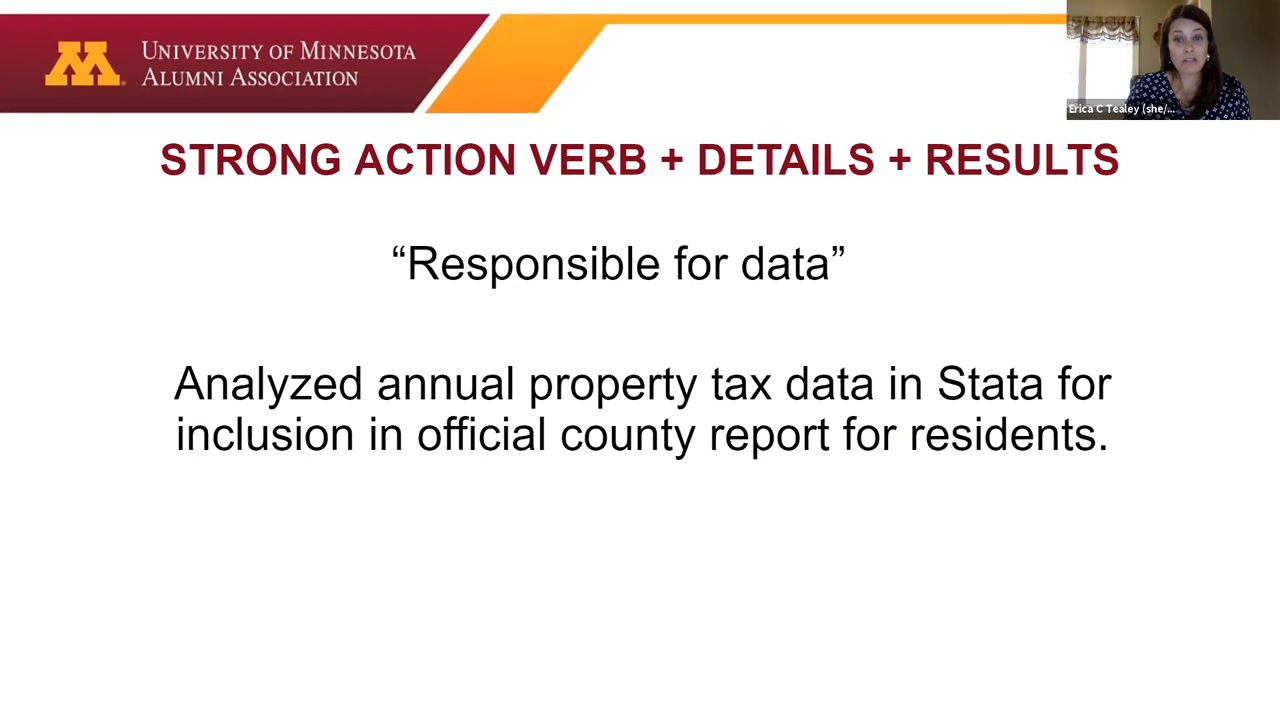 UNIVERSITY OF MINNESOTA
ALUMNI ASSOCIATION
Erica C Tealey (she/...
STRONG ACTION VERB + DETAILS + RESULTS
“Responsible for data”
Analyzed annual property tax data in Stata for
inclusion in official county report for residents.